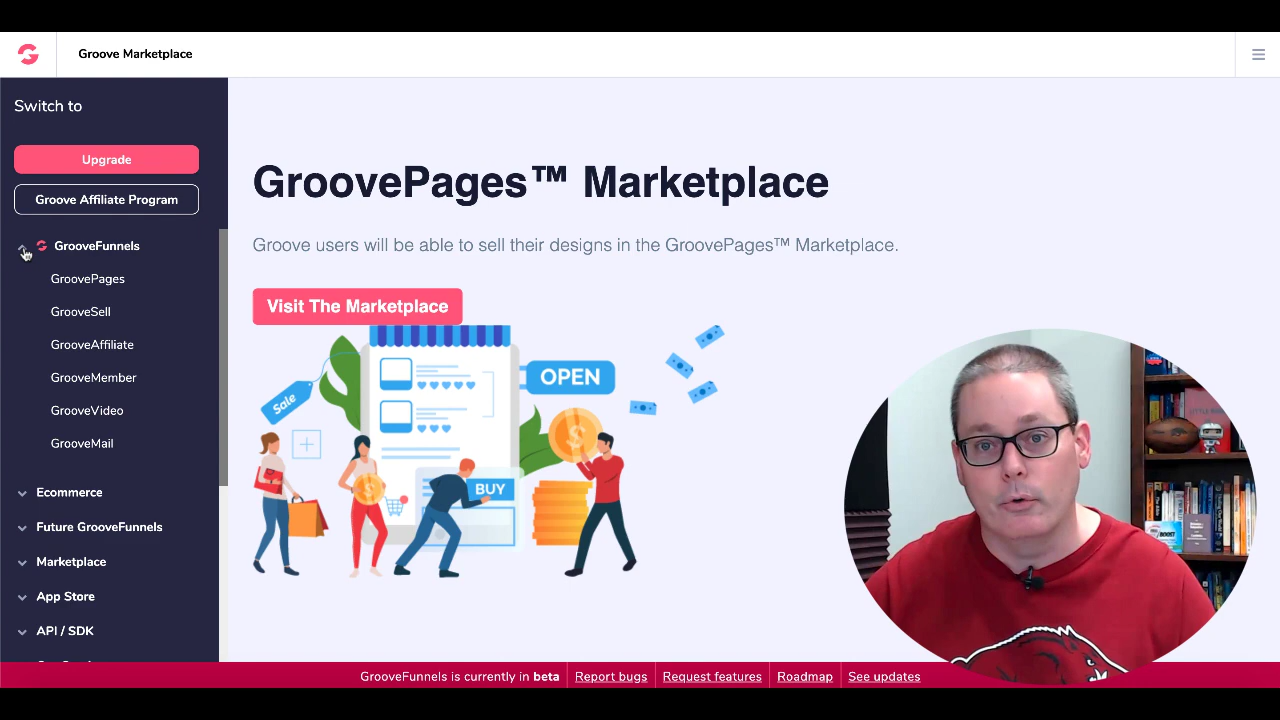 Groove Marketplace
Switch to
Upgrade
Groove Affiliate Program
GrooveFunnels
GroovePages
GrooveSell
GrooveAffiliate
GrooveMember
GrooveVideo
GrooveMail
Ecommerce
Future GrooveFunnels
Marketplace
App Store
API / SDK
GroovePages™ Marketplace
Groove users will be able to sell their designs in the GroovePages™ Marketplace.
Visit The Marketplace
Sale
OPEN
BUY
GrooveFunnels is currently in beta
Report bugs
Request features
Roadmap
See updates